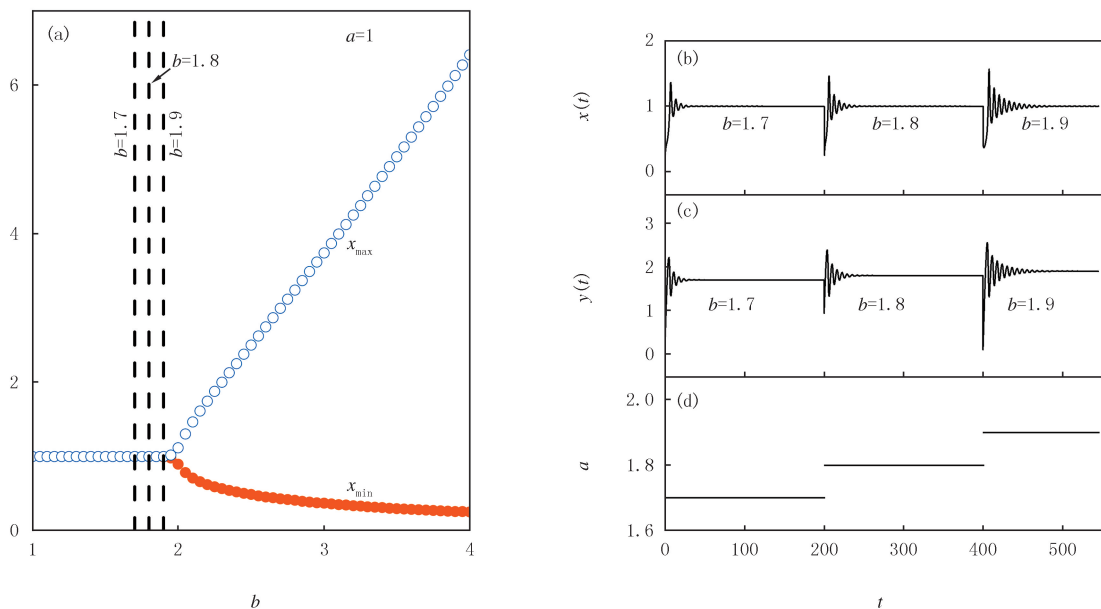 (a)
a=1
b=1.8
b=1.7
b=1.9
x_max
x_min
6
4
2
0
1
2
3
4
b
(b)
x(t)
2
1
0
b=1.7
b=1.8
b=1.9
(c)
y(t)
3
2
1
0
b=1.7
b=1.8
b=1.9
(d)
a
2.0
1.8
1.6
0
100
200
300
400
500
t